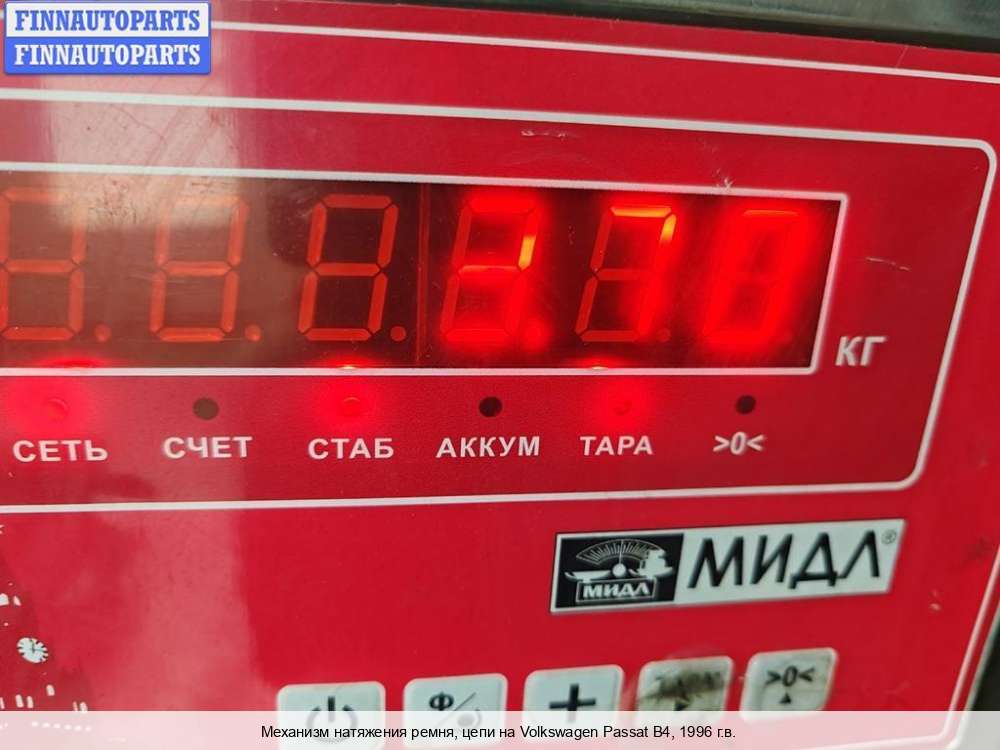 FINNAUTOPARTS
FINNAUTOPARTS
КГ
СЕТЬ СЧЕТ СТАБ АККУМ ТАРА >0<
МИДЛ МИДЛ®
Ф + >0<
Механизм натяжения ремня, цепи на Volkswagen Passat B4, 1996 г.в.